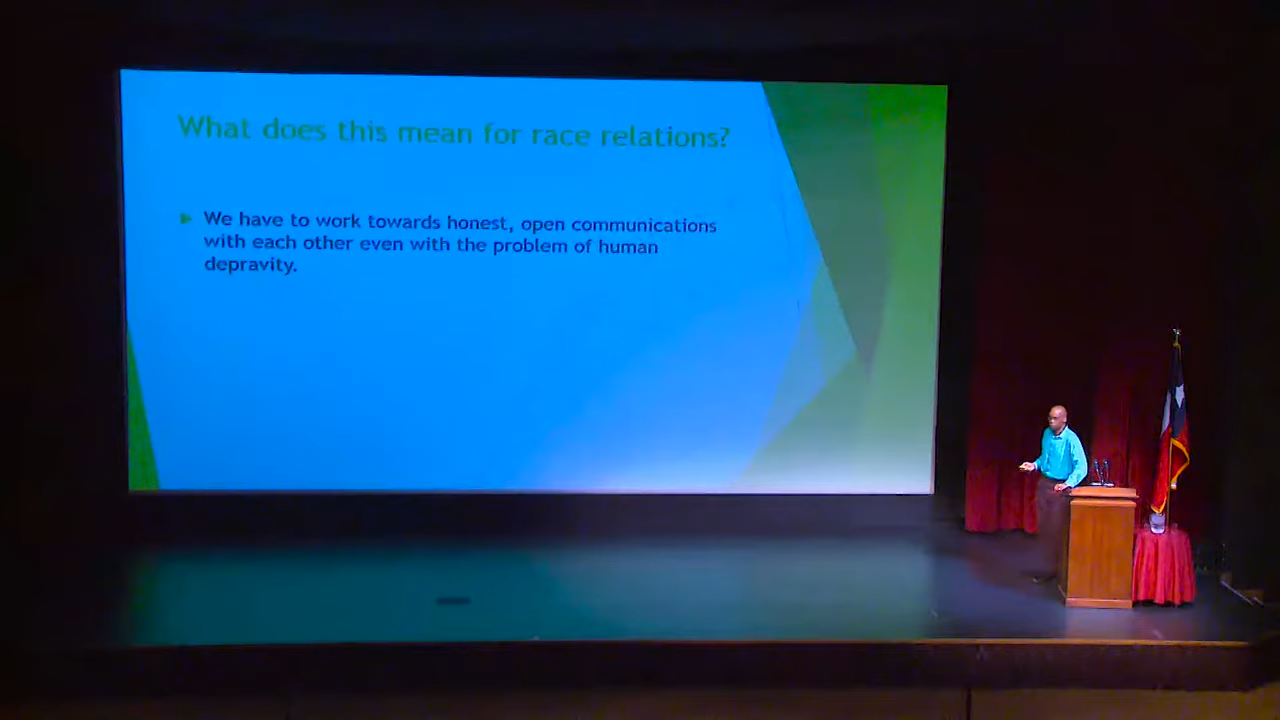 What does this mean for race relations?
We have to work towards honest, open communications
with each other even with the problem of human
depravity.